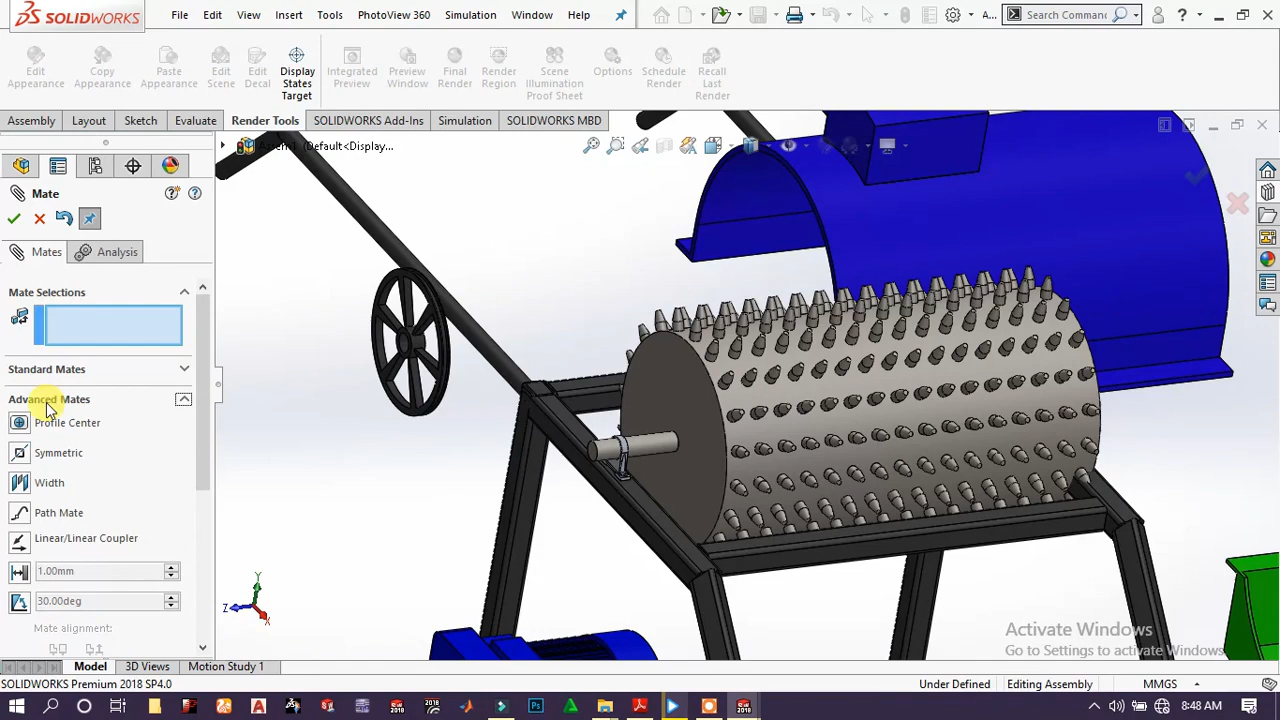 SOLIDWORKS
File Edit View Insert Tools PhotoView 360 Simulation Window Help A... Search Comman
Edit Appearance
Copy Appearance
Paste Appearance
Edit Scene
Edit Decal
Display States Target
Integrated Preview
Preview Window
Final Render
Render Region
Scene Illumination Proof Sheet
Options
Schedule Render
Recall Last Render
Assembly Layout Sketch Evaluate Render Tools SOLIDWORKS Add-Ins Simulation SOLIDWORKS MBD
(Default<Display...
Mate
Mates Analysis
Mate Selections
Standard Mates
Advanced Mates
Profile Center
Symmetric
Width
Path Mate
Linear/Linear Coupler
1.00mm
30.00deg
Mate alignment:
Y
Z
X
Activate Windows
Go to Settings to activate Windows.
Model 3D Views Motion Study 1
SOLIDWORKS Premium 2018 SP4.0 Under Defined Editing Assembly MMGS
6:48 AM